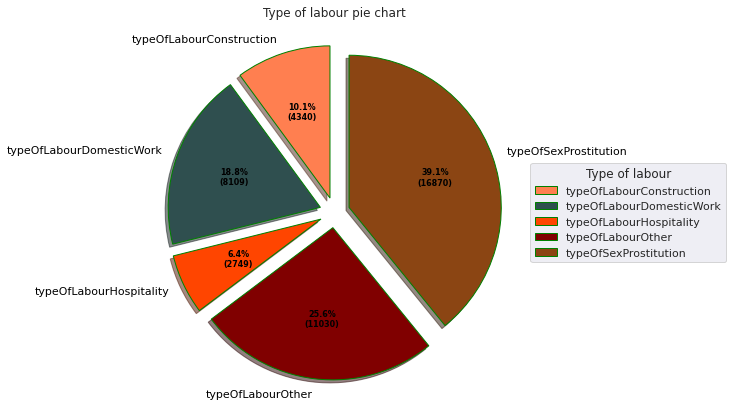 Type of labour pie chart
typeOfLabourConstruction
10.1%
(4340)
typeOfLabourDomesticWork
18.8%
(8109)
typeOfSexProstitution
39.1%
(16870)
Type of labour
typeOfLabourConstruction
typeOfLabourDomesticWork
typeOfLabourHospitality
typeOfLabourOther
typeOfSexProstitution
6.4%
(2749)
typeOfLabourHospitality
25.6%
(11030)
typeOfLabourOther